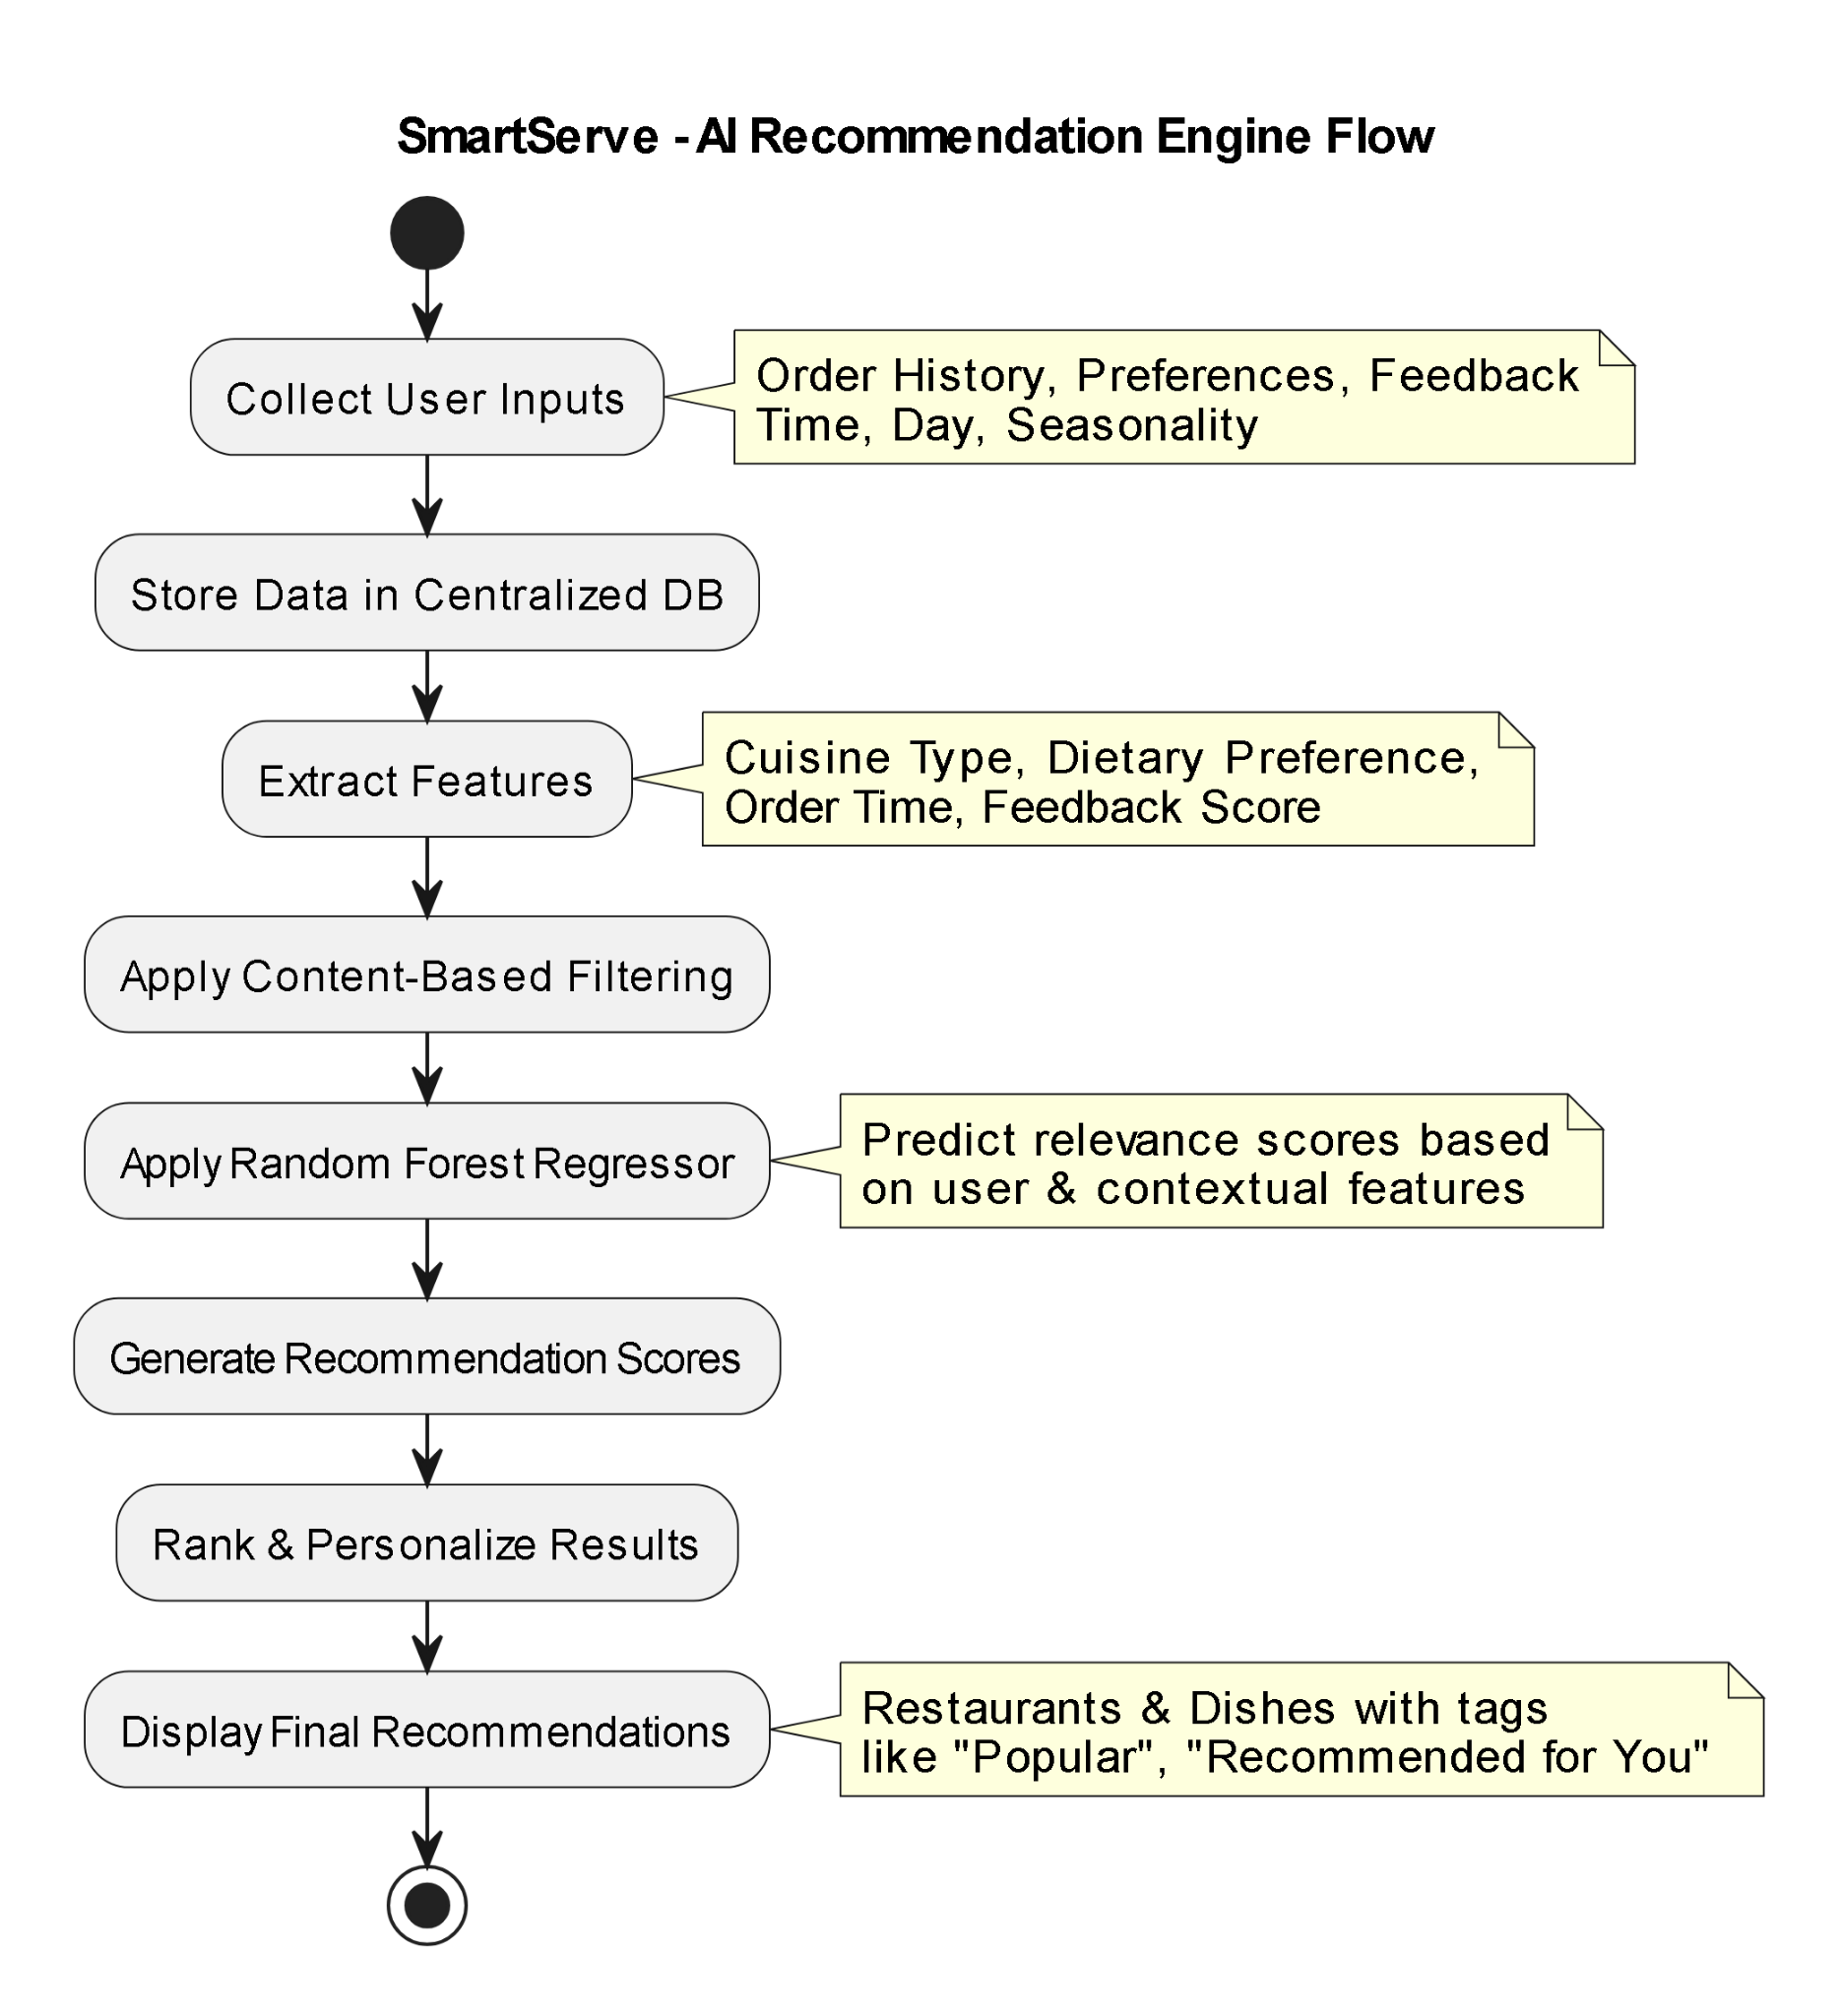 SmartServe - AI Recommendation Engine Flow
Collect User Inputs
Order History, Preferences, Feedback
Time, Day, Seasonality
Store Data in Centralized DB
Extract Features
Cuisine Type, Dietary Preference,
Order Time, Feedback Score
Apply Content-Based Filtering
Apply Random Forest Regressor
Predict relevance scores based
on user & contextual features
Generate Recommendation Scores
Rank & Personalize Results
Display Final Recommendations
Restaurants & Dishes with tags
like "Popular", "Recommended for You"